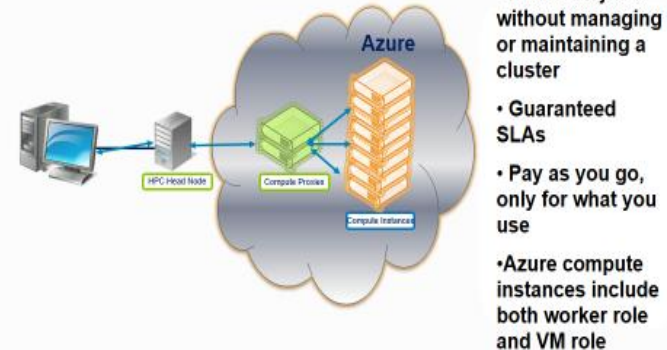 Azure
HPC Head Node
Compute Proxies
Compute Instances
without managing
or maintaining a
cluster
• Guaranteed
SLAs
• Pay as you go,
only for what you
use
•Azure compute
instances include
both worker role
and VM role